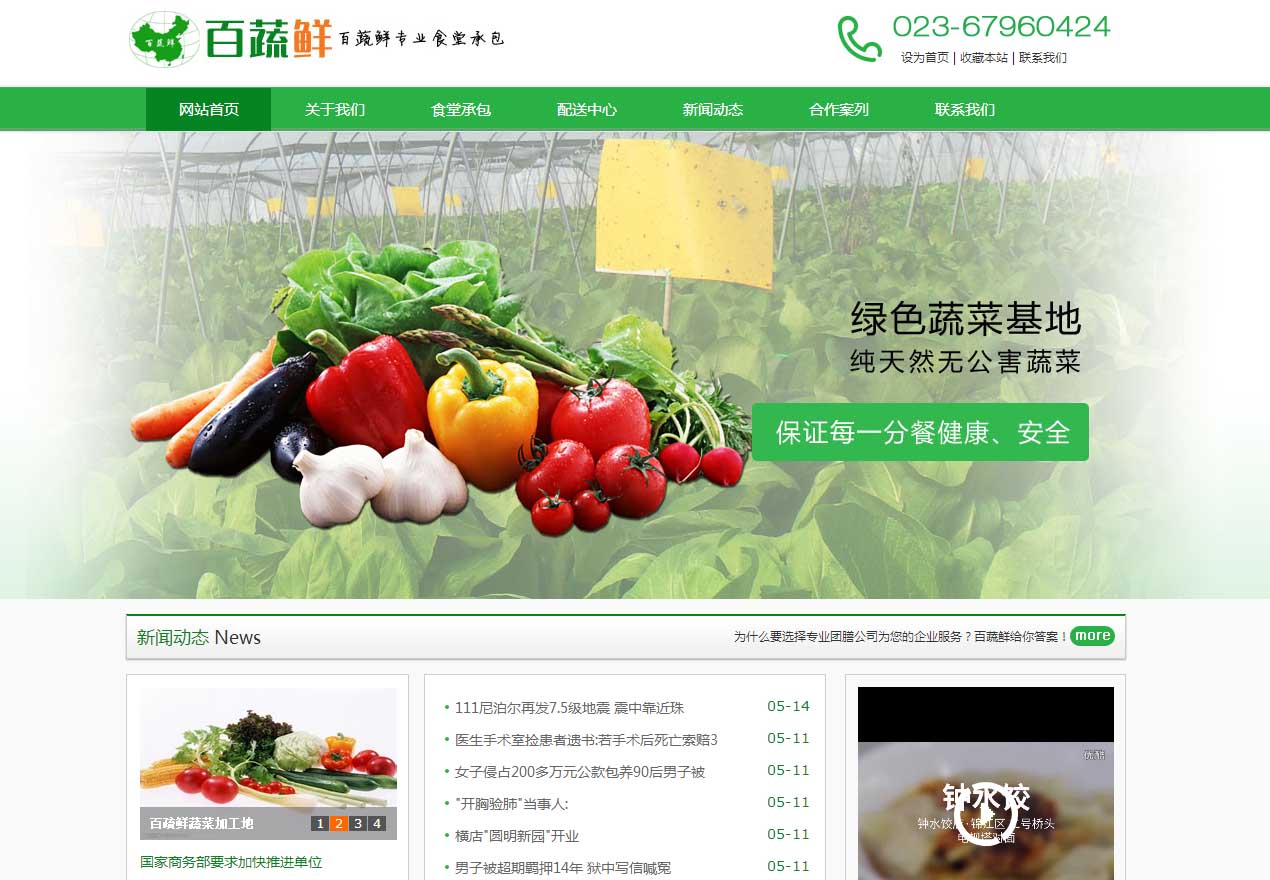 百蔬鲜
百蔬鲜 百蔬鲜专业食堂承包
023-67960424
设为首页 | 收藏本站 | 联系我们
网站首页 关于我们 食堂承包 配送中心 新闻动态 合作案列 联系我们
绿色蔬菜基地
纯天然无公害蔬菜
保证每一分餐健康、安全
新闻动态 News 为什么要选择专业团膳公司为您的企业服务？百蔬鲜给你答案！ more
111尼泊尔再发7.5级地震 震中靠近珠 05-14
医生手术室捡患者遗书:若手术后死亡索赔3 05-11
女子侵占200多万元公款包养90后男子被 05-11
"开胸验肺"当事人: 05-11
横店"圆明新园"开业 05-11
男子被超期羁押14年 狱中写信喊冤 05-11
百蔬鲜蔬菜加工地 1 2 3 4
国家商务部要求加快推进单位
优酷
钟水饺
钟水饺店·锦江区二号桥头
电视塔对面